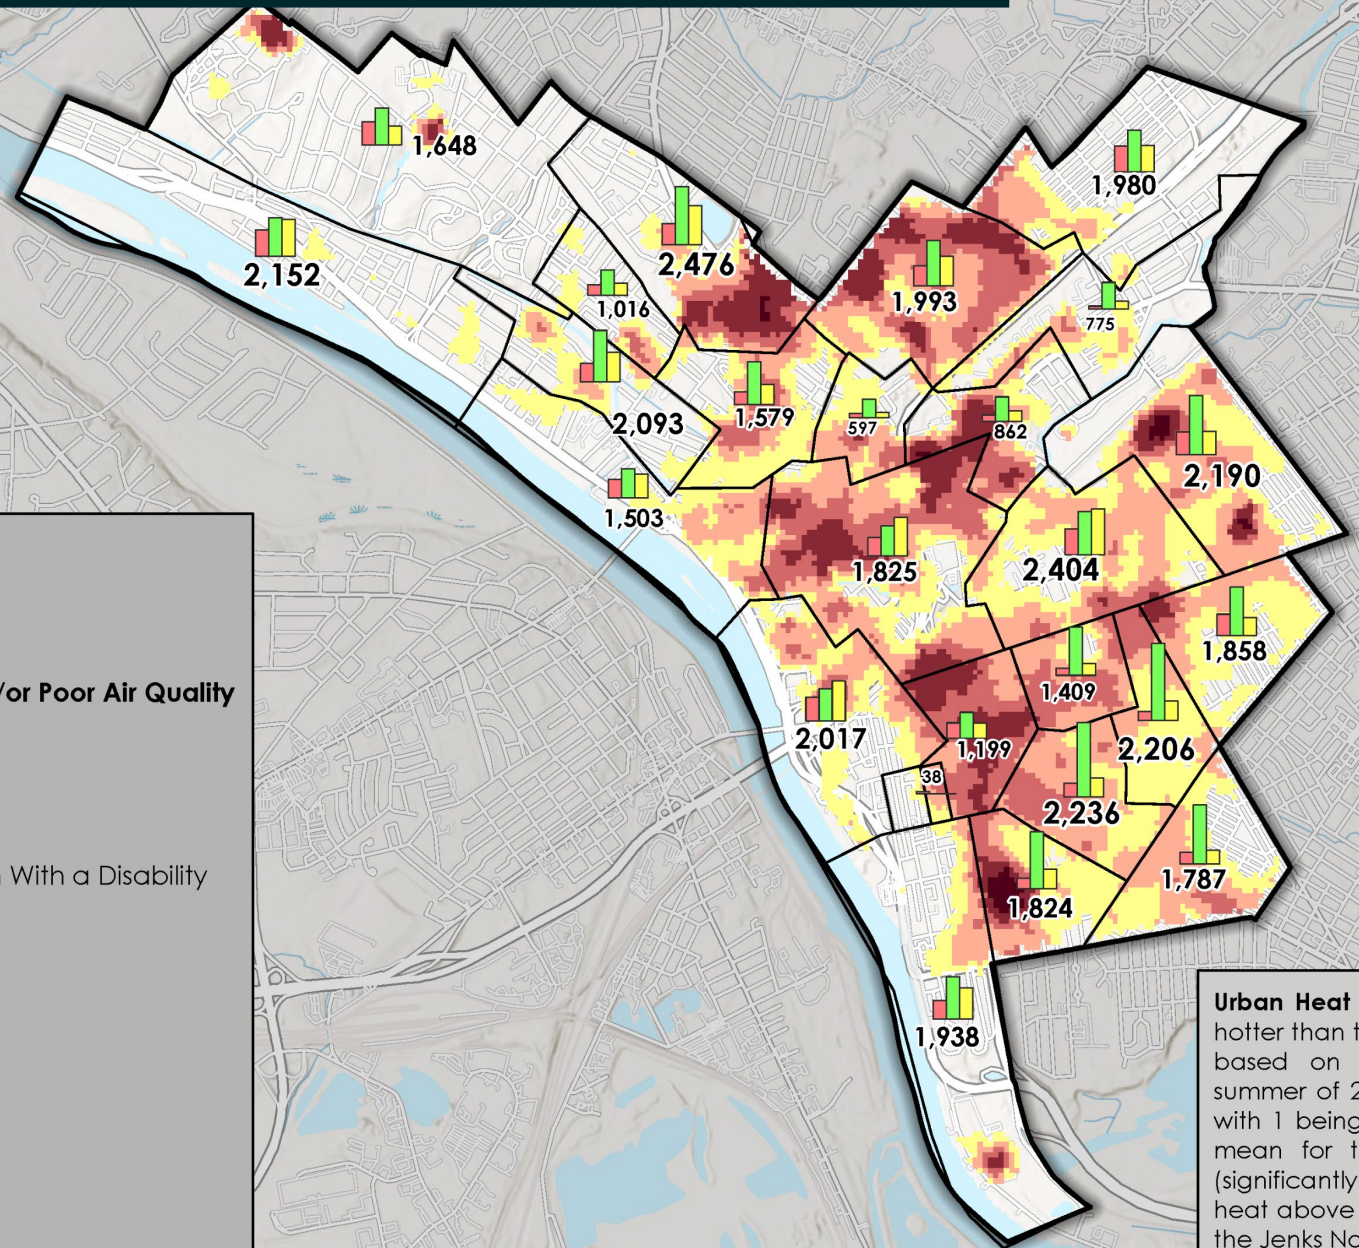 1,648
1,980
2,152
2,476
1,016
1,993
775
2,093
1,579
597
862
2,190
1,503
1,825
2,404
1,858
/or Poor Air Quality
1,409
2,017
1,199
2,206
38
2,236
With a Disability
1,787
1,824
1,938
Urban Heat
hotter than t
based on
summer of 2
with 1 being
mean for t
(significantly
heat above
the Jenks Na